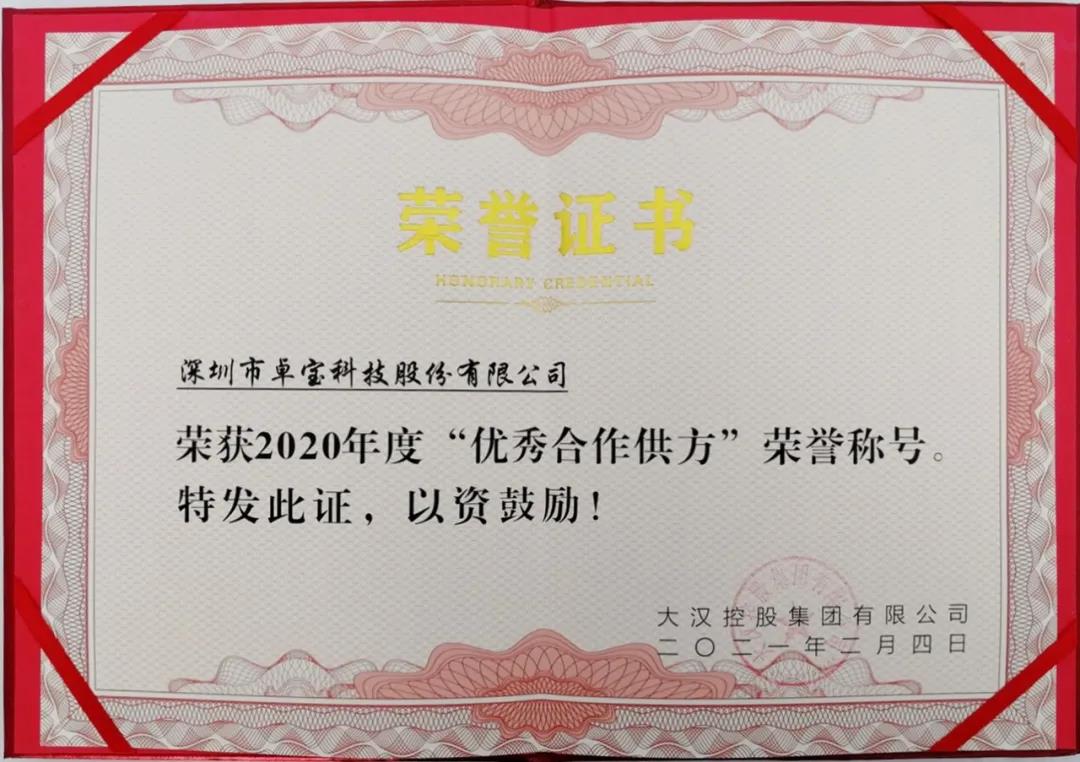 荣誉证书
HONORARY CREDENTIAL
深圳市卓宝科技股份有限公司
荣获2020年度“优秀合作供方”荣誉称号。
特发此证，以资鼓励！
大汉控股集团有限公司
二〇二一年二月四日